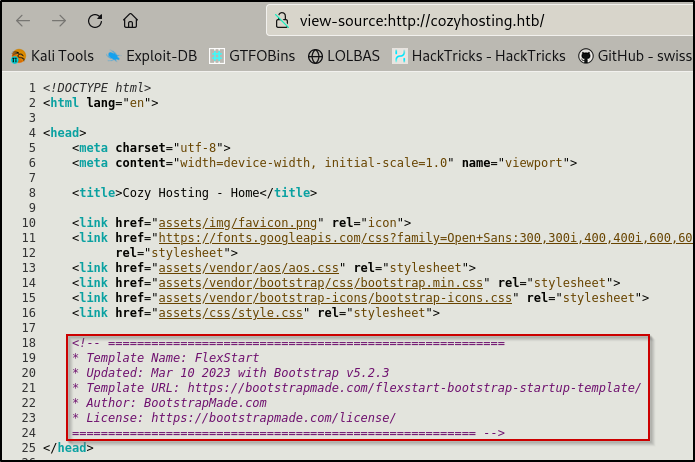 view-source:http://cozyhosting.htb/
Kali Tools Exploit-DB GTFOBins LOLBAS HackTricks - HackTricks GitHub - swiss
1 <!DOCTYPE html>
2 <html lang="en">
3
4 <head>
5 <meta charset="utf-8">
6 <meta content="width=device-width, initial-scale=1.0" name="viewport">
7
8 <title>Cozy Hosting - Home</title>
9
10 <link href="assets/img/favicon.png" rel="icon">
11 <link href="https://fonts.googleapis.com/css?family=Open+Sans:300,300i,400,400i,600,60
12 rel="stylesheet">
13 <link href="assets/vendor/aos/aos.css" rel="stylesheet">
14 <link href="assets/vendor/bootstrap/css/bootstrap.min.css" rel="stylesheet">
15 <link href="assets/vendor/bootstrap-icons/bootstrap-icons.css" rel="stylesheet">
16 <link href="assets/css/style.css" rel="stylesheet">
17
18 <!-- =======================================================
19 * Template Name: FlexStart
20 * Updated: Mar 10 2023 with Bootstrap v5.2.3
21 * Template URL: https://bootstrapmade.com/flexstart-bootstrap-startup-template/
22 * Author: BootstrapMade.com
23 * License: https://bootstrapmade.com/license/
24 ======================================================== -->
25 </head>